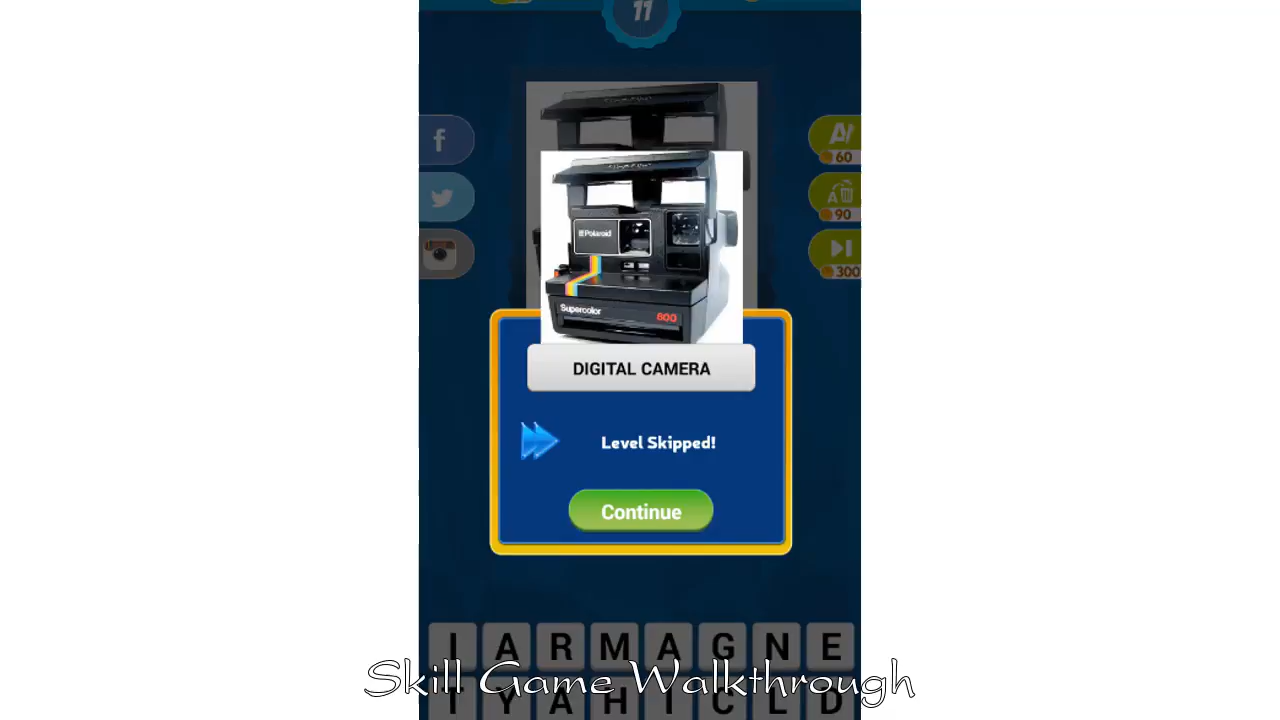 11
f
A
60
A
90
300
Polaroid
Supercolor
600
DIGITAL CAMERA
Level Skipped!
Continue
I A R M A G N E
T Y A H I C L D
Skill Game Walkthrough